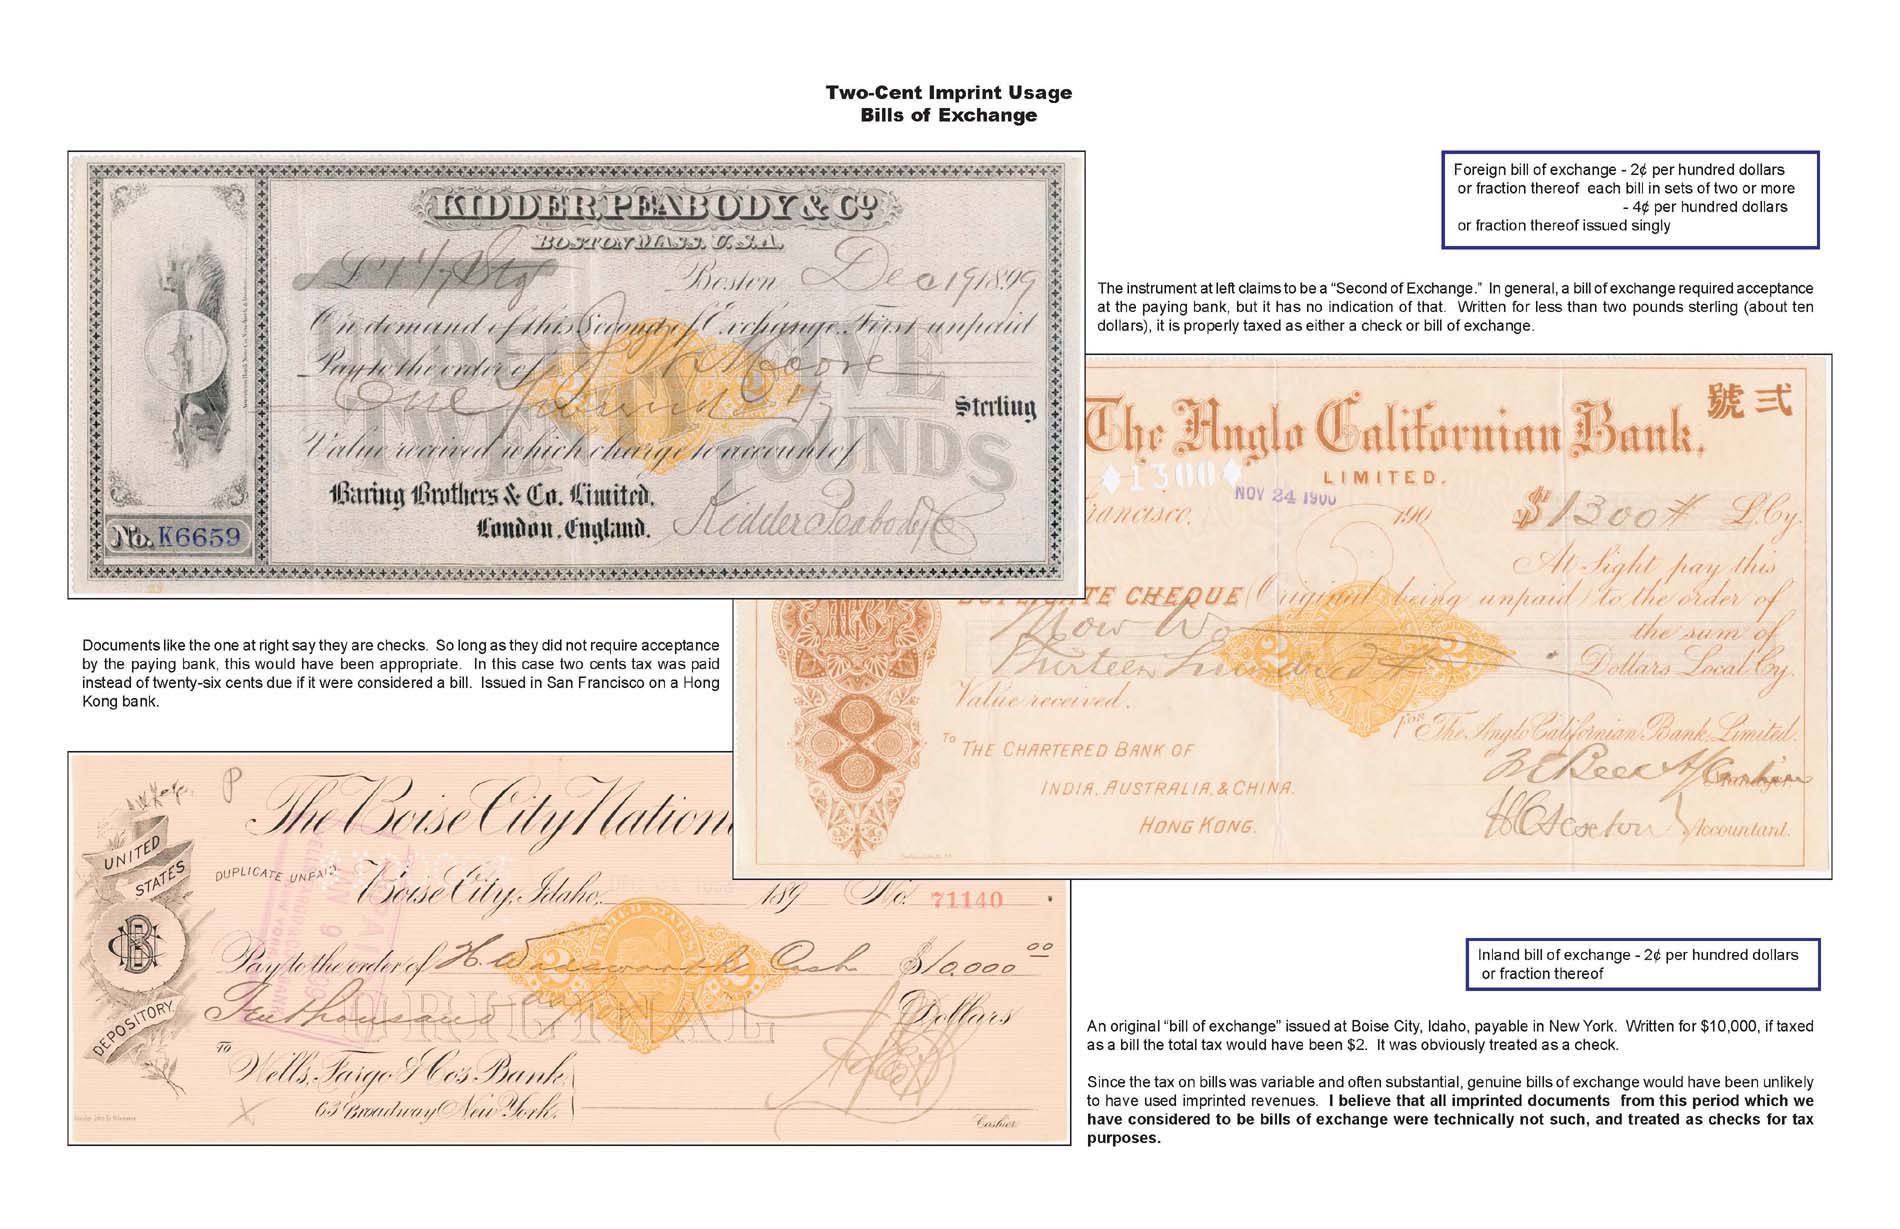 Two-Cent Imprint Usage
Bills of Exchange
KIDDER, PEABODY & Co.
BOSTON MASS. U.S.A.
Boston Dec 19 1899
On demand of this Second of Exchange, First unpaid
Pay to the order of J W Moore
One Pound
Sterling
UNDER FIVE
TWENTY POUNDS
Value received which charge to account of
Baring Brothers & Co. Limited,
London, England.
Kidder Peabody & Co
No. K6659
Foreign bill of exchange - 2¢ per hundred dollars
or fraction thereof each bill in sets of two or more
- 4¢ per hundred dollars
or fraction thereof issued singly
The instrument at left claims to be a “Second of Exchange.” In general, a bill of exchange required acceptance
at the paying bank, but it has no indication of that. Written for less than two pounds sterling (about ten
dollars), it is properly taxed as either a check or bill of exchange.
The Anglo Californian Bank, 號弍
LIMITED.
1300
NOV 24 1900
rancisco, 190 $1300 L. Cy.
At Sight pay this
DUPLICATE CHEQUE (Original being unpaid) to the order of
the sum of
Thirteen hundred Dollars Local Cy.
Value received.
For The Anglo Californian Bank, Limited.
To THE CHARTERED BANK OF
INDIA, AUSTRALIA, & CHINA.
HONG KONG.
Manager.
Accountant.
Documents like the one at right say they are checks. So long as they did not require acceptance
by the paying bank, this would have been appropriate. In this case two cents tax was paid
instead of twenty-six cents due if it were considered a bill. Issued in San Francisco on a Hong
Kong bank.
The Boise City Nation
UNITED
STATES
DEPOSITORY
DUPLICATE UNPAID
Boise City, Idaho, 189 No. 71140
Pay to the order of H. Wadsworth Cash $10,000 00
Ten thousand and Dollars
ORIGINAL
To
Wells, Fargo & Co's Bank
63 Broadway New York.
Cashier
Inland bill of exchange - 2¢ per hundred dollars
or fraction thereof
An original “bill of exchange” issued at Boise City, Idaho, payable in New York. Written for $10,000, if taxed
as a bill the total tax would have been $2. It was obviously treated as a check.
Since the tax on bills was variable and often substantial, genuine bills of exchange would have been unlikely
to have used imprinted revenues. I believe that all imprinted documents from this period which we
have considered to be bills of exchange were technically not such, and treated as checks for tax
purposes.